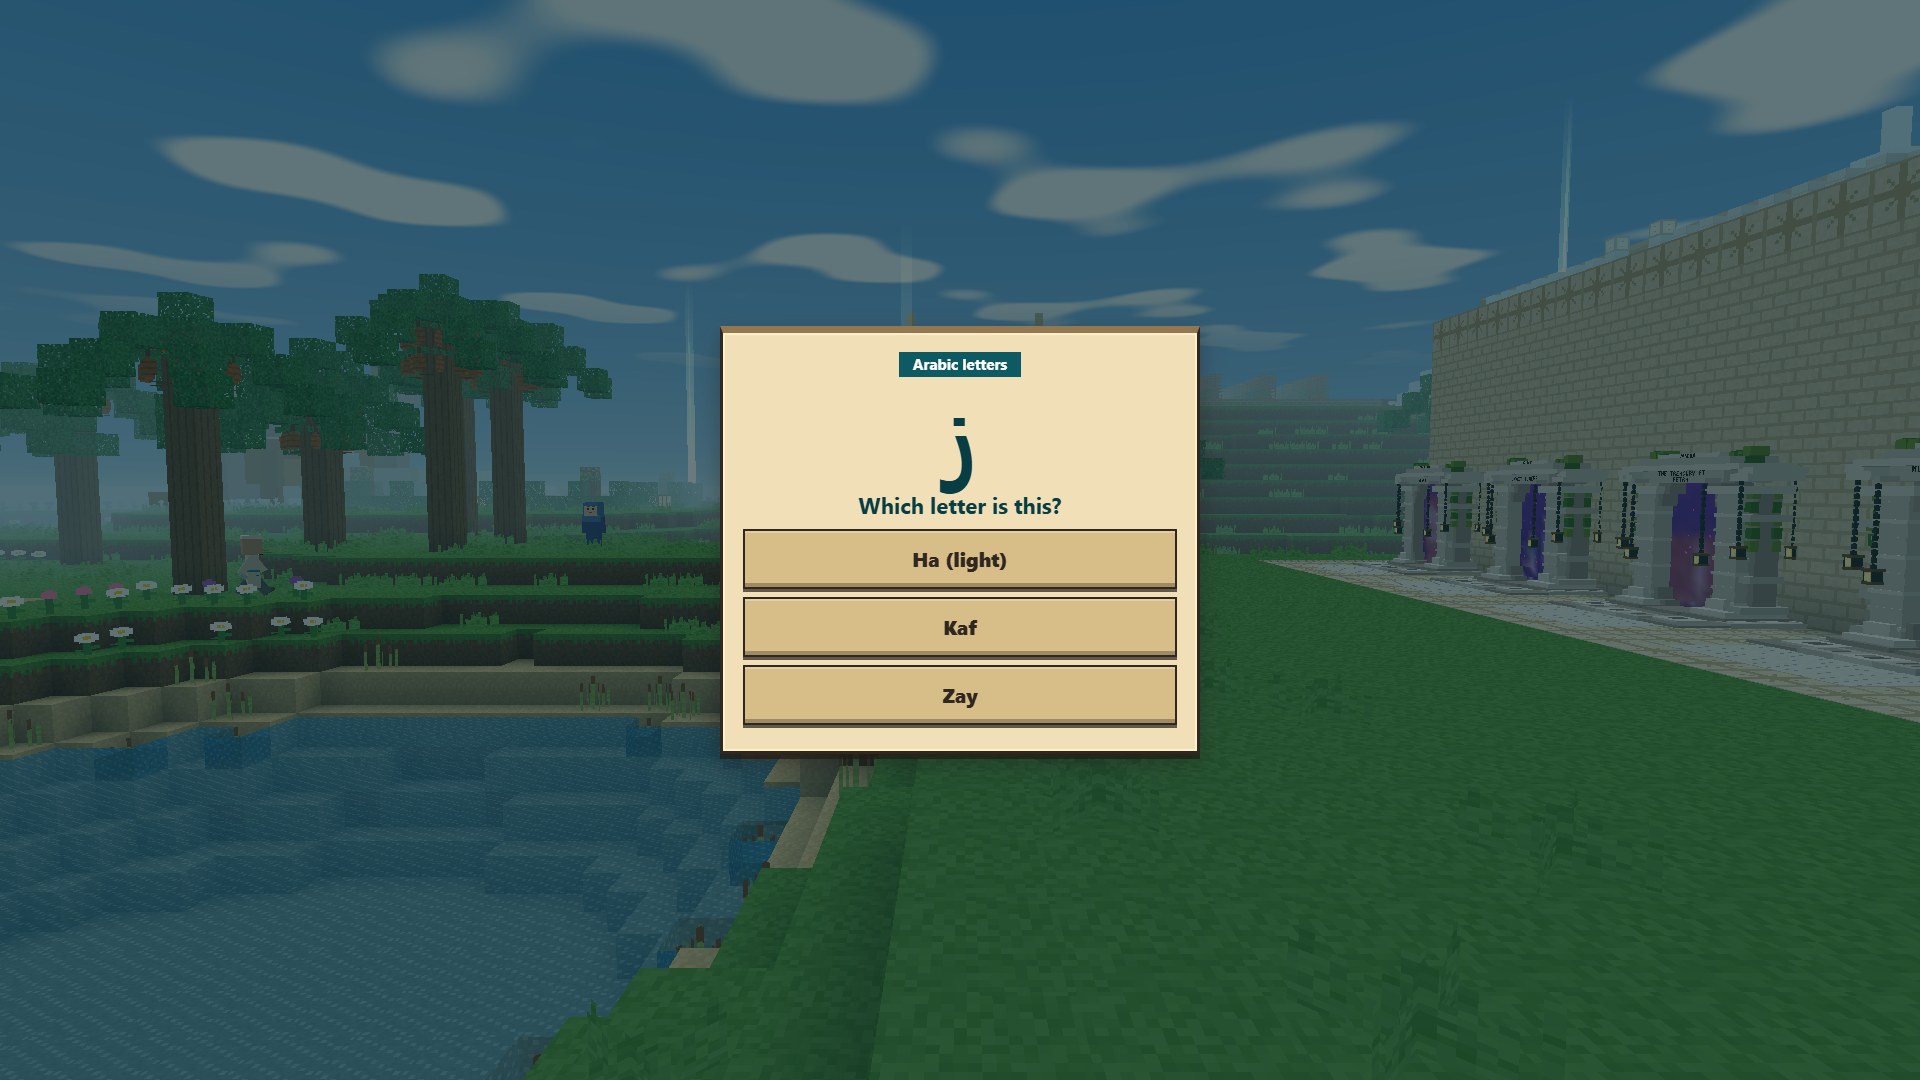 Arabic letters
ز
Which letter is this?
Ha (light)
Kaf
Zay